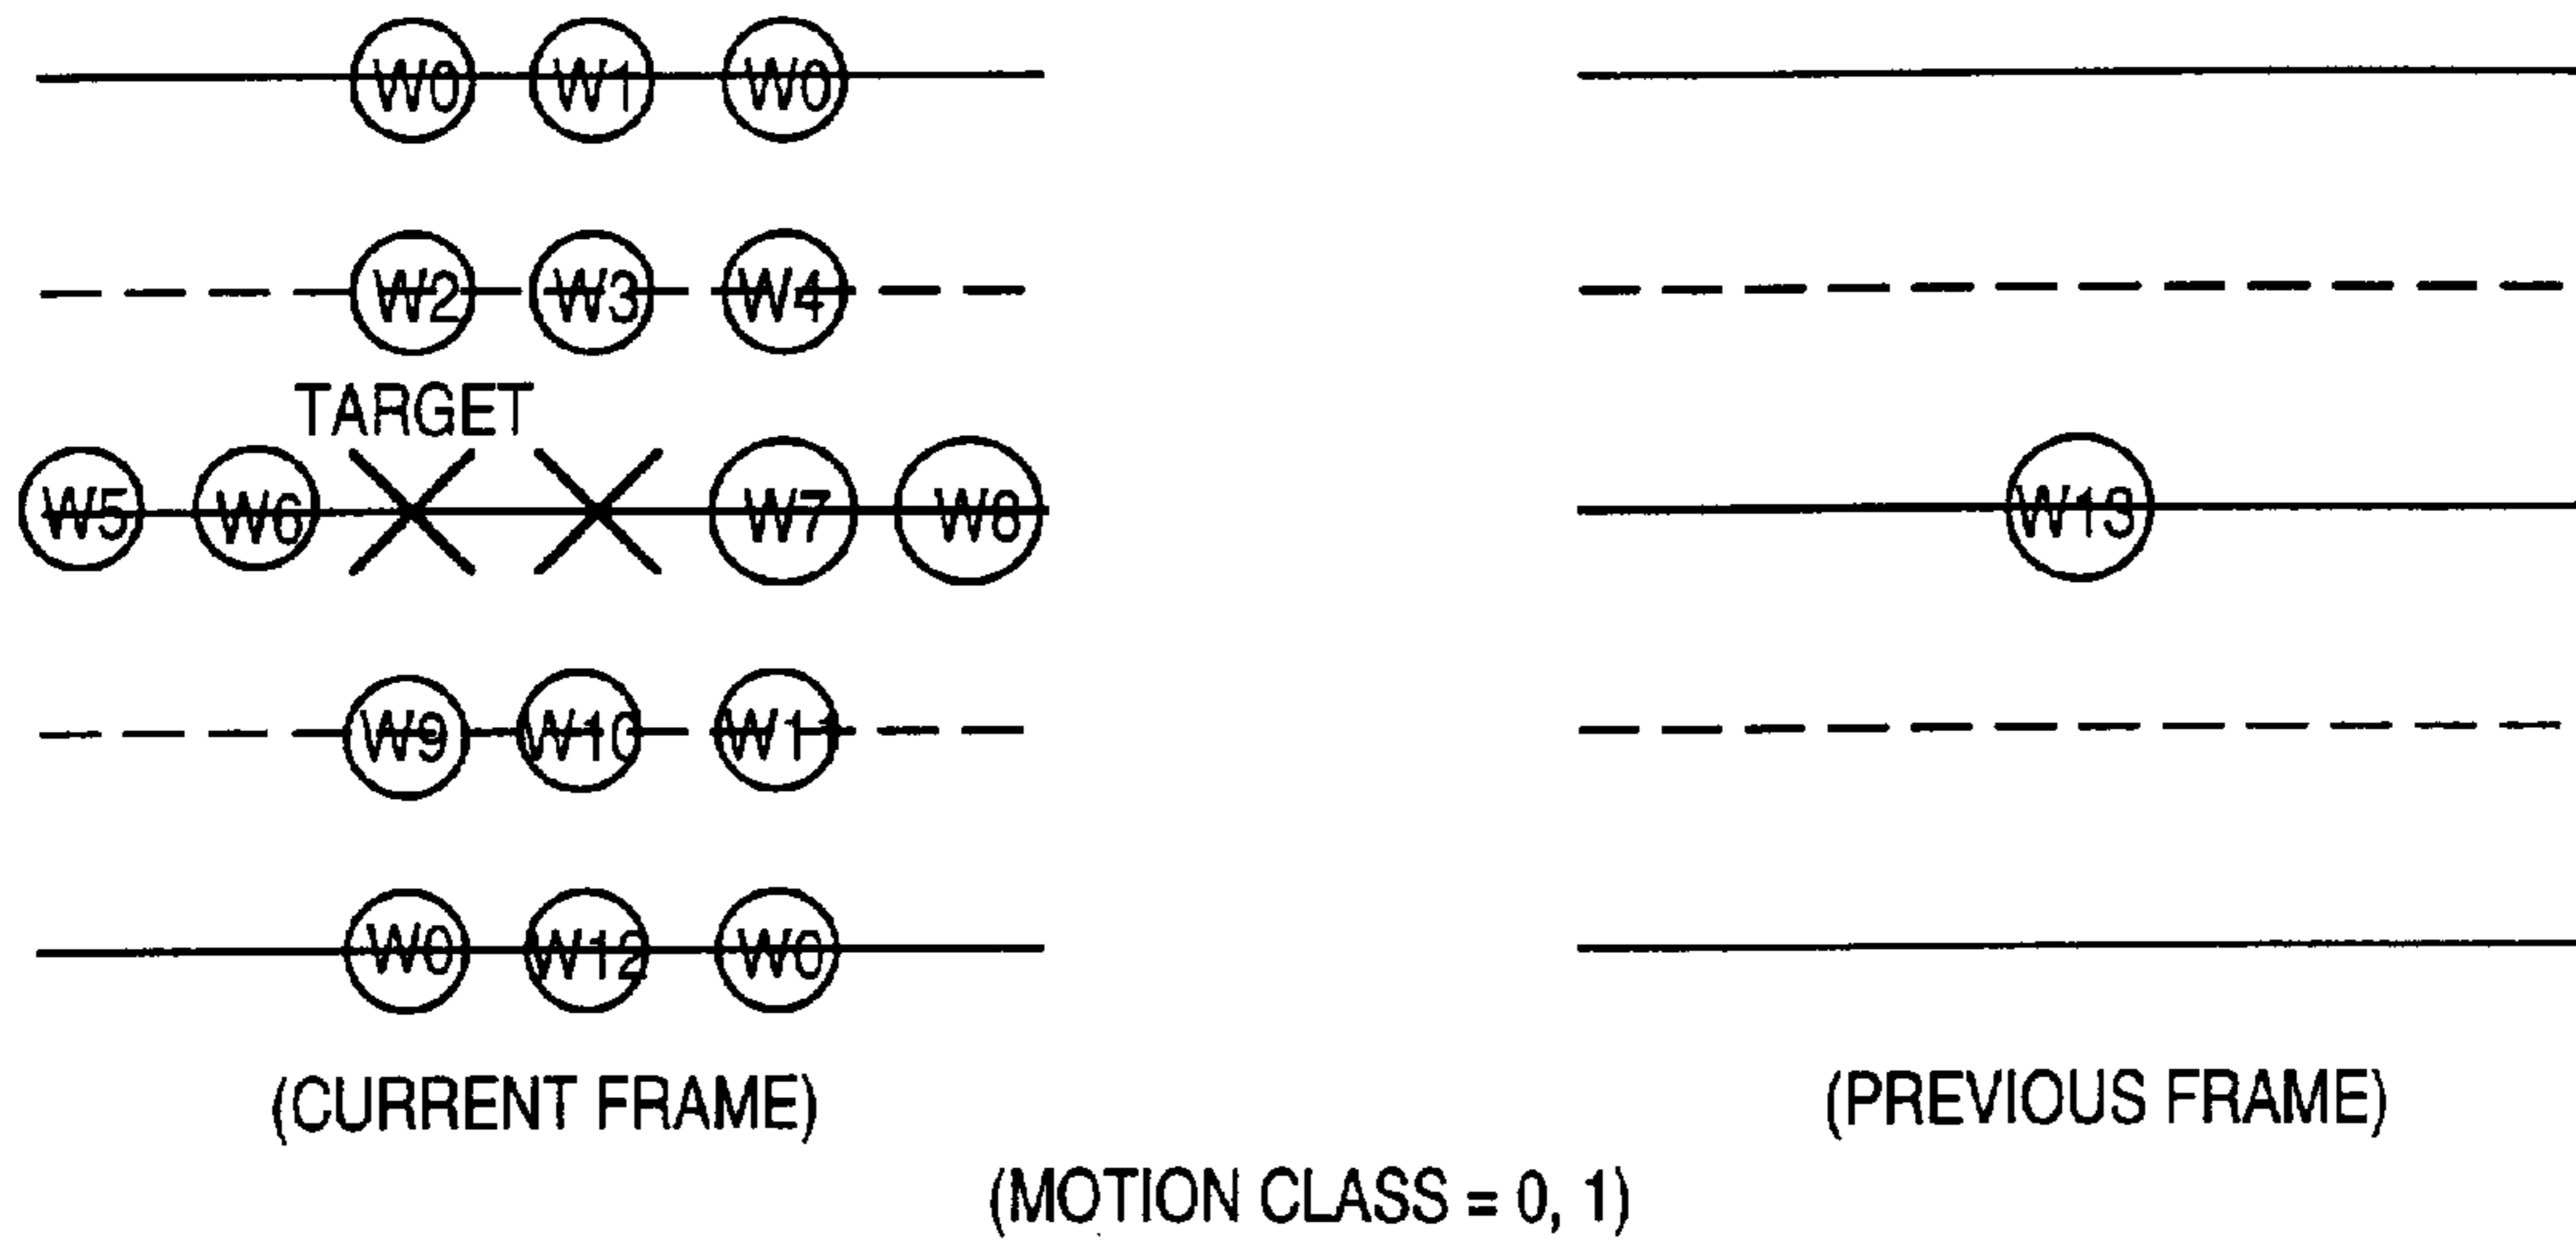 W0 W1 W0
W2 W3 W4
TARGET
W5 W6 W7 W8 W13
W9 W10 W11
W0 W12 W0
(CURRENT FRAME) (PREVIOUS FRAME)
(MOTION CLASS = 0, 1)